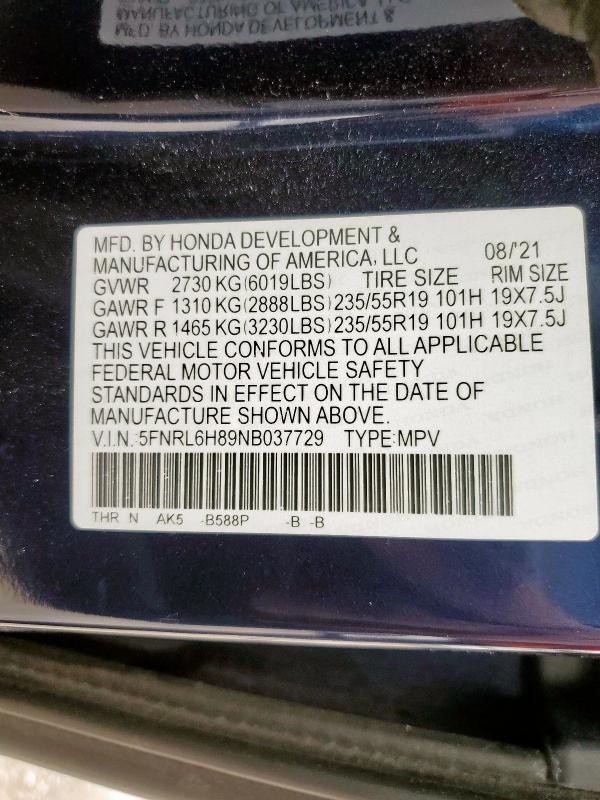 MFD. BY HONDA DEVELOPMENT &
MANUFACTURING OF AMERICA, LLC 08/'21
GVWR 2730 KG(6019LBS) TIRE SIZE RIM SIZE
GAWR F 1310 KG(2888LBS) 235/55R19 101H 19X7.5J
GAWR R 1465 KG(3230LBS) 235/55R19 101H 19X7.5J
THIS VEHICLE CONFORMS TO ALL APPLICABLE
FEDERAL MOTOR VEHICLE SAFETY
STANDARDS IN EFFECT ON THE DATE OF
MANUFACTURE SHOWN ABOVE.
V.I.N.:5FNRL6H89NB037729 TYPE:MPV
THR N AK5 -B588P -B -B